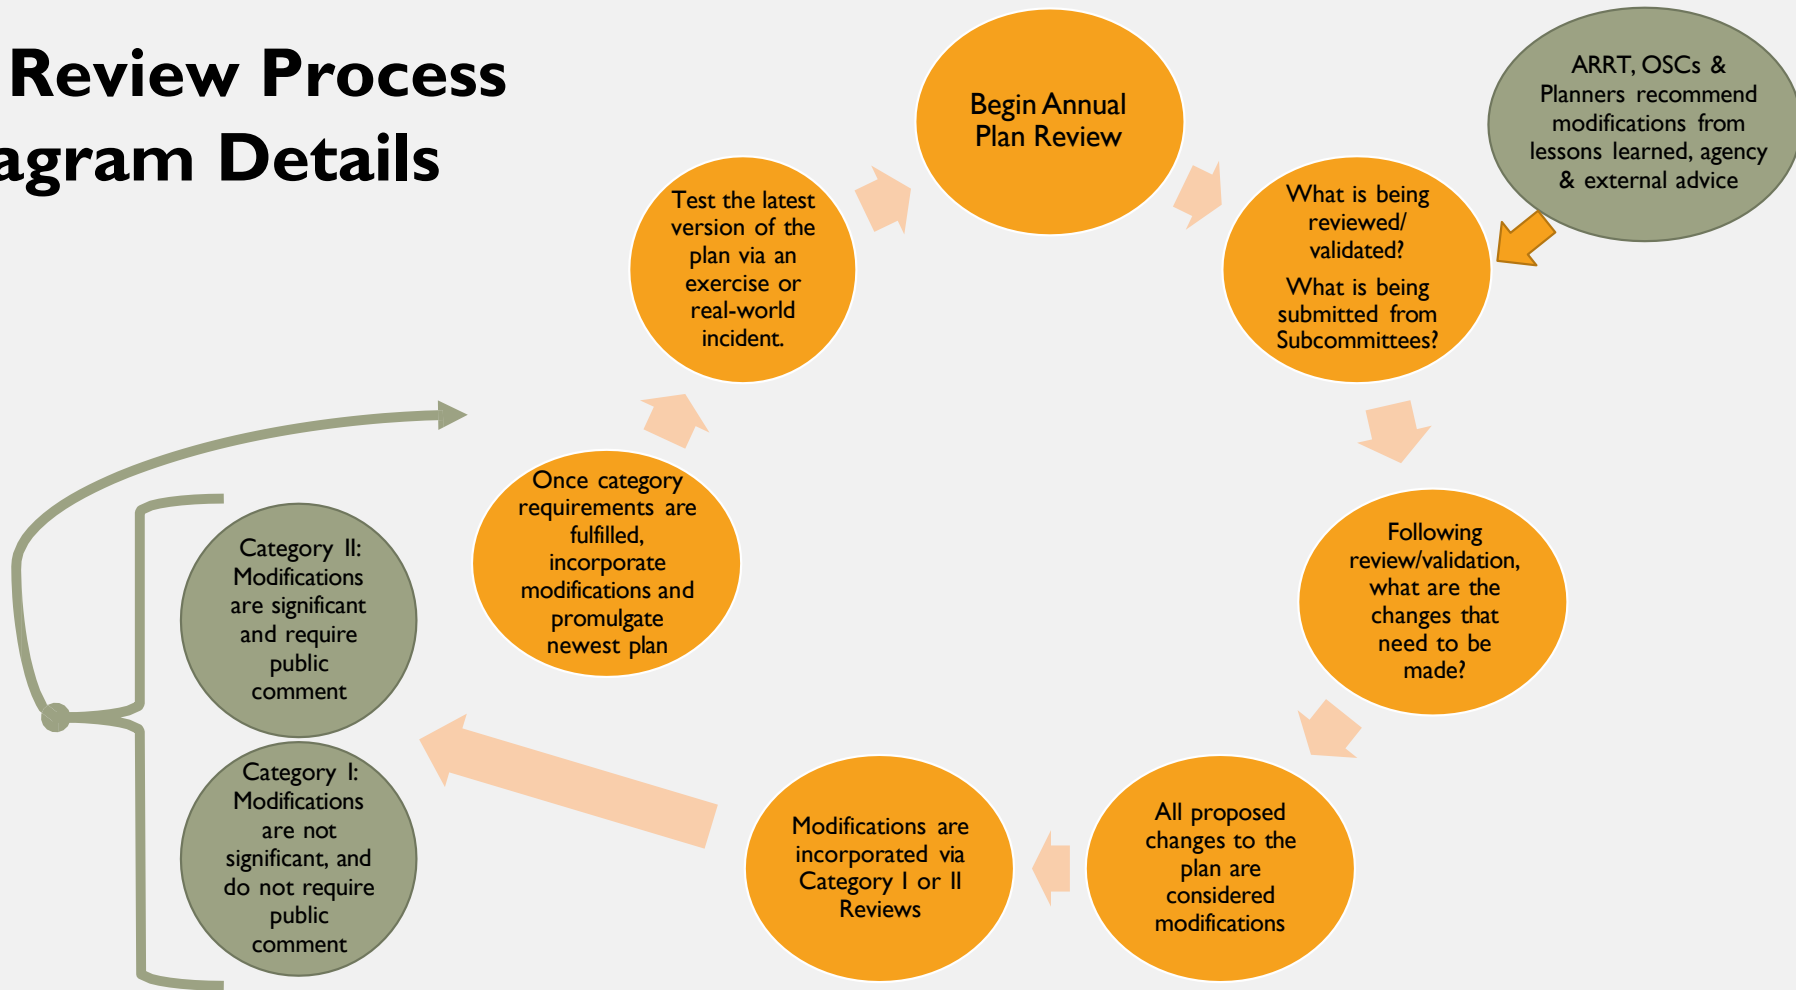 Review Process
agram Details
Begin Annual
Plan Review
ARRT, OSCs &
Planners recommend
modifications from
lessons learned, agency
& external advice
What is being
reviewed/
validated?
What is being
submitted from
Subcommittees?
Following
review/validation,
what are the
changes that
need to be
made?
All proposed
changes to the
plan are
considered
modifications
Modifications are
incorporated via
Category I or II
Reviews
Category II:
Modifications
are significant
and require
public
comment
Category I:
Modifications
are not
significant, and
do not require
public
comment
Once category
requirements are
fulfilled,
incorporate
modifications and
promulgate
newest plan
Test the latest
version of the
plan via an
exercise or
real-world
incident.